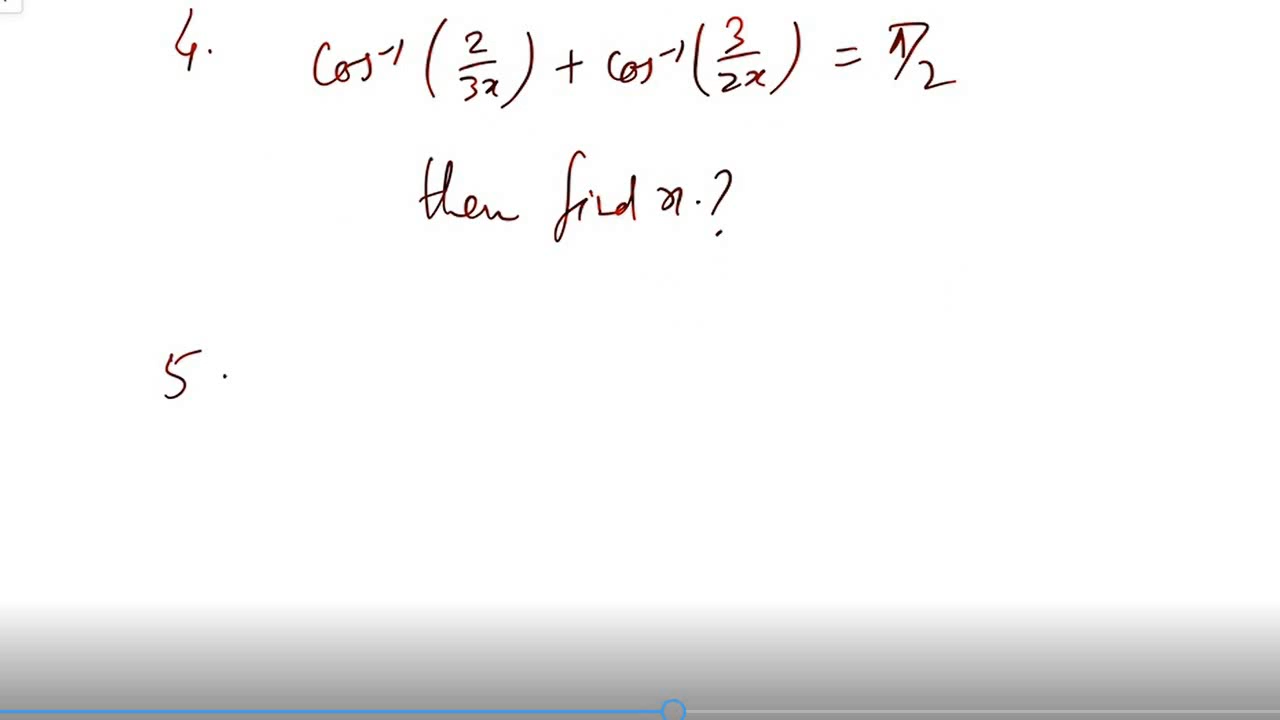 4. cos⁻¹(2/3x) + cos⁻¹(3/2x) = π/2
then find x.?
5.